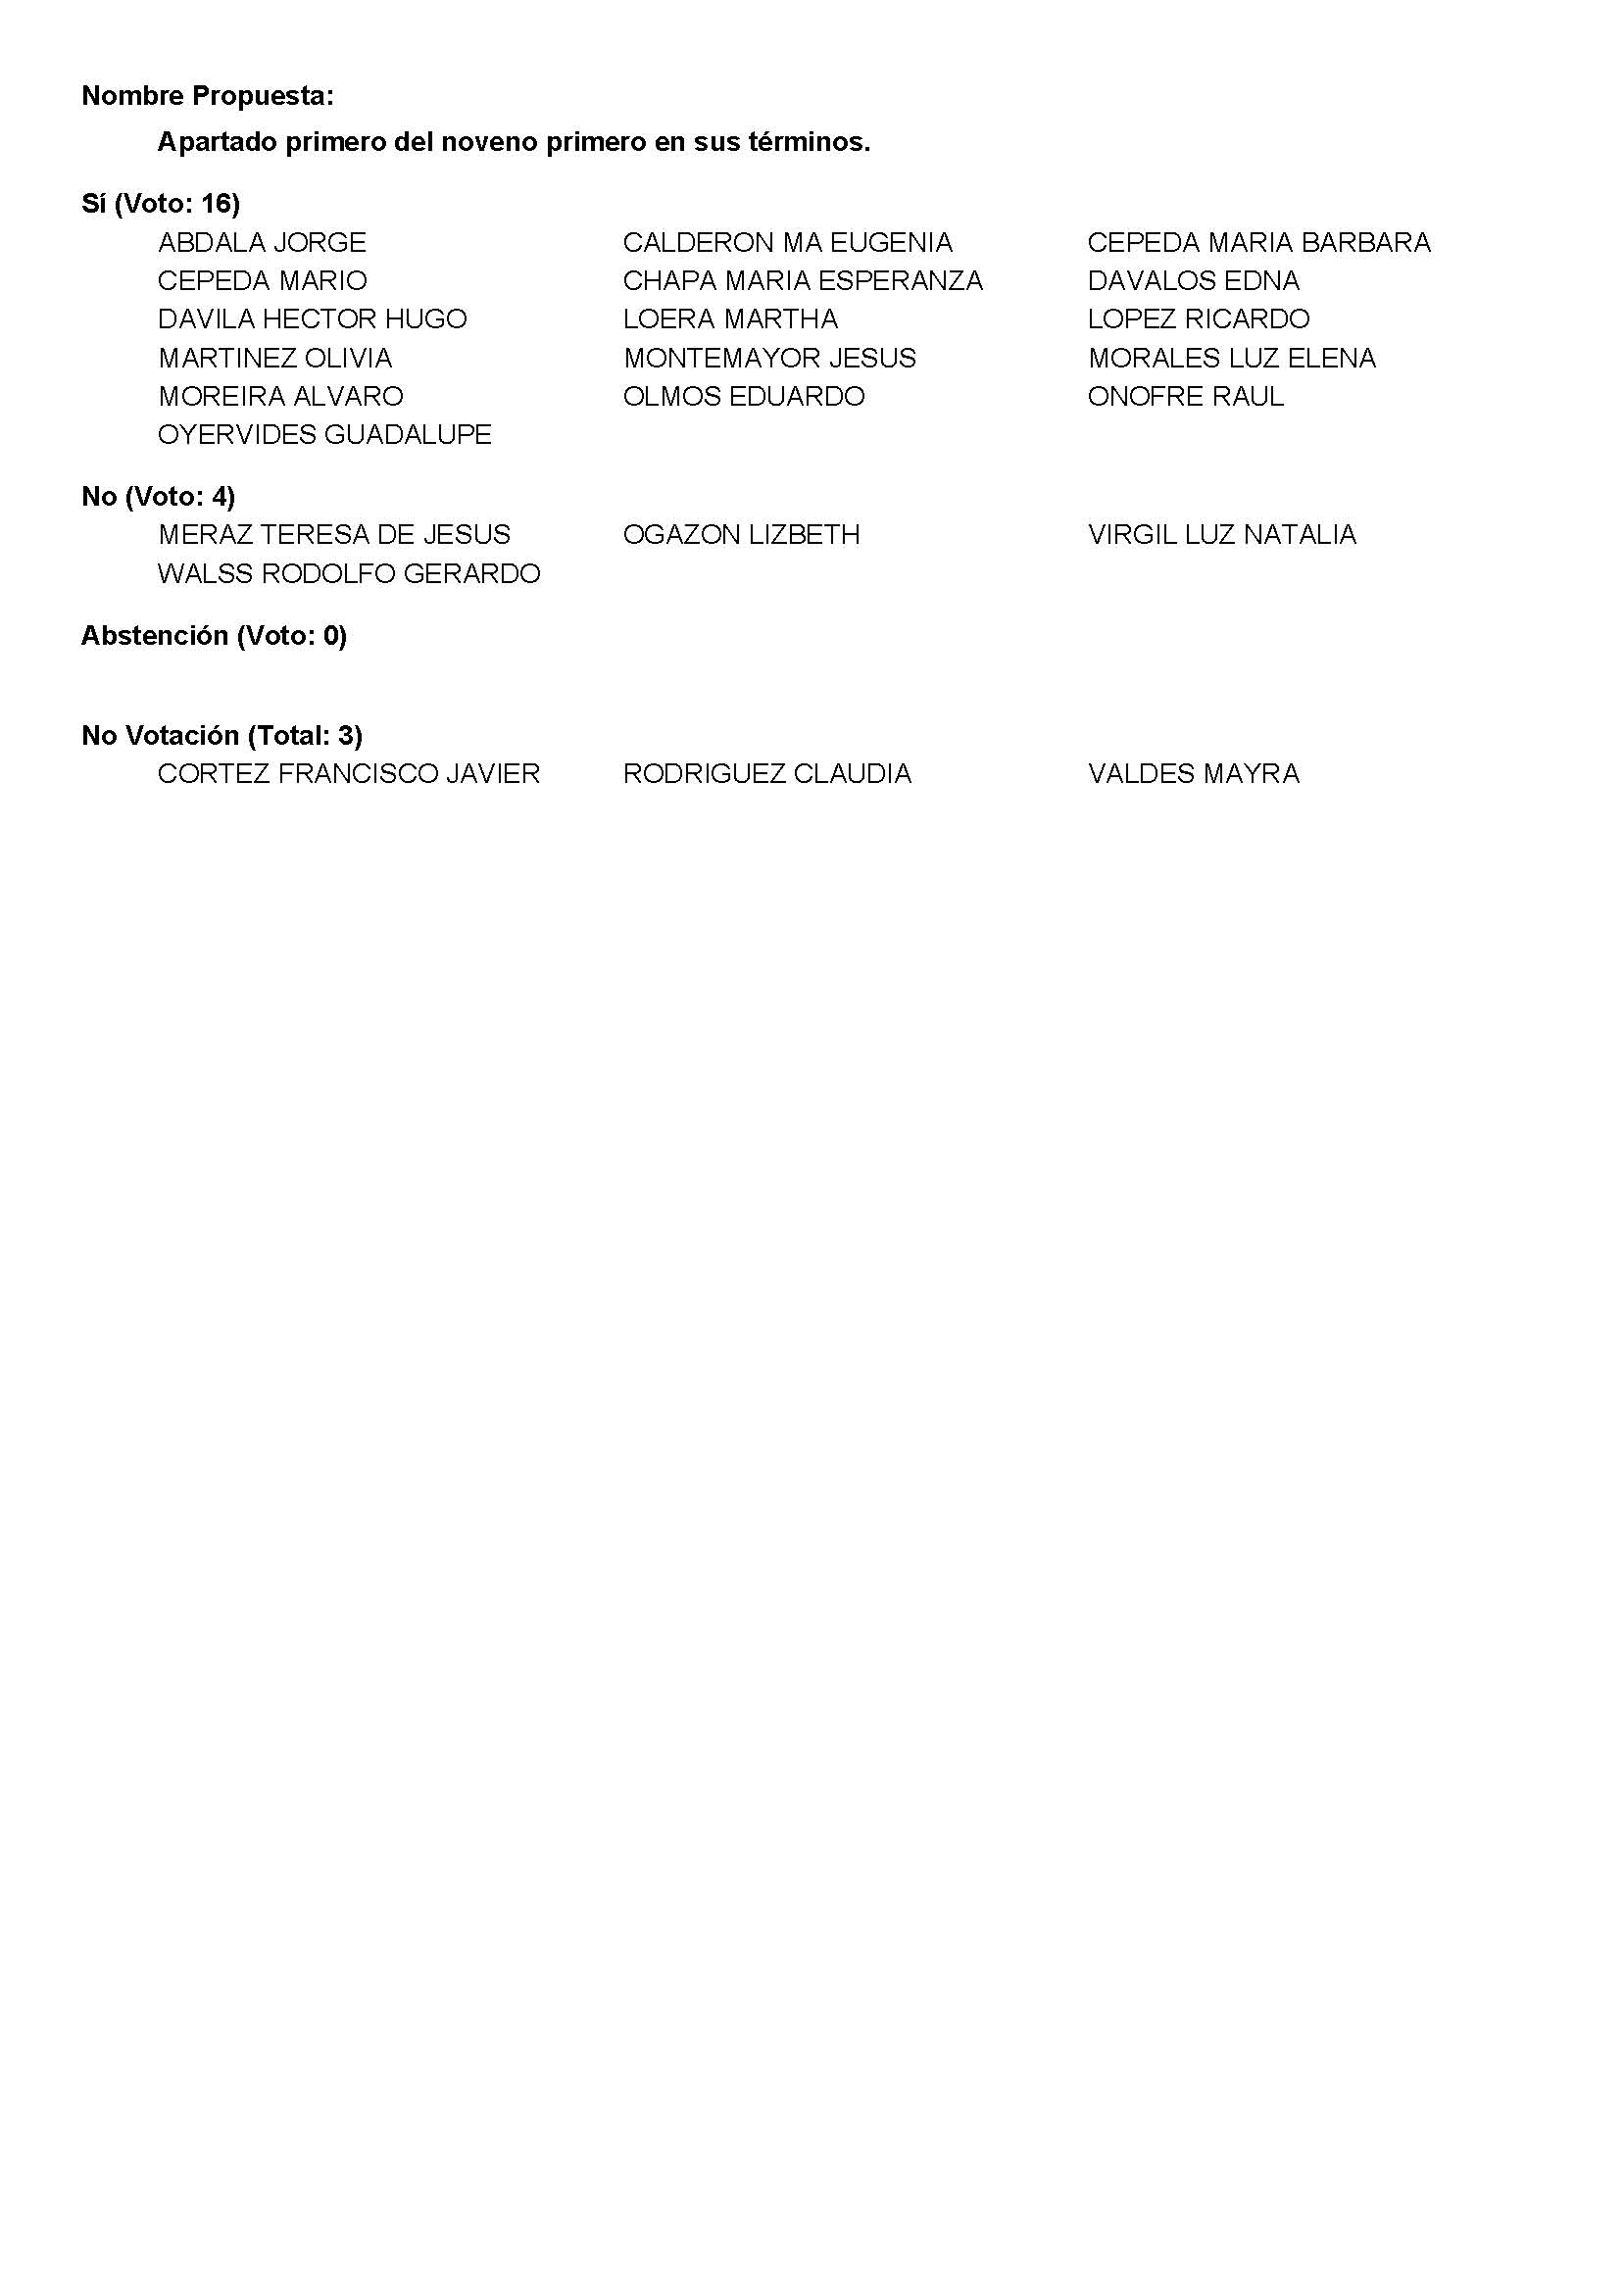 Nombre Propuesta:
Apartado primero del noveno primero en sus términos.
Sí (Voto: 16)
ABDALA JORGE CALDERON MA EUGENIA CEPEDA MARIA BARBARA
CEPEDA MARIO CHAPA MARIA ESPERANZA DAVALOS EDNA
DAVILA HECTOR HUGO LOERA MARTHA LOPEZ RICARDO
MARTINEZ OLIVIA MONTEMAYOR JESUS MORALES LUZ ELENA
MOREIRA ALVARO OLMOS EDUARDO ONOFRE RAUL
OYERVIDES GUADALUPE
No (Voto: 4)
MERAZ TERESA DE JESUS OGAZON LIZBETH VIRGIL LUZ NATALIA
WALSS RODOLFO GERARDO
Abstención (Voto: 0)
No Votación (Total: 3)
CORTEZ FRANCISCO JAVIER RODRIGUEZ CLAUDIA VALDES MAYRA